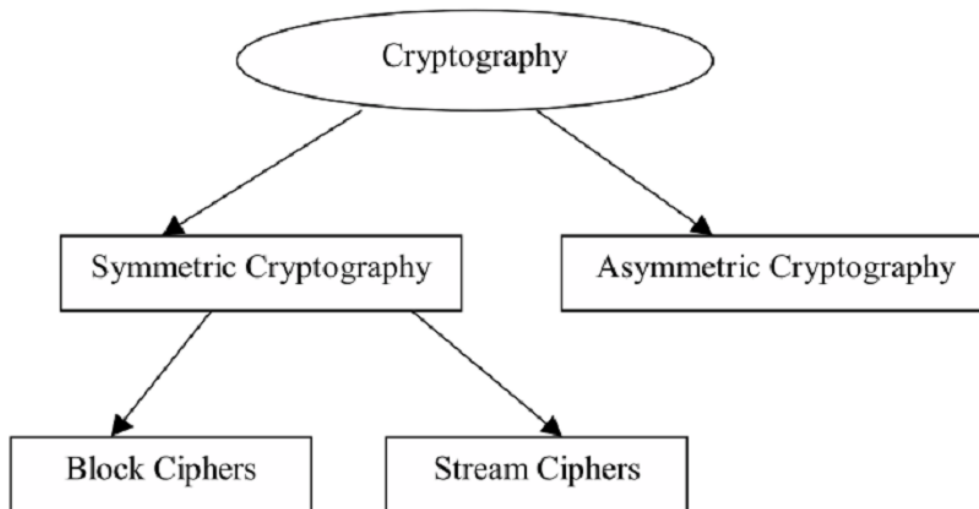 Cryptography
Symmetric Cryptography
Asymmetric Cryptography
Block Ciphers
Stream Ciphers